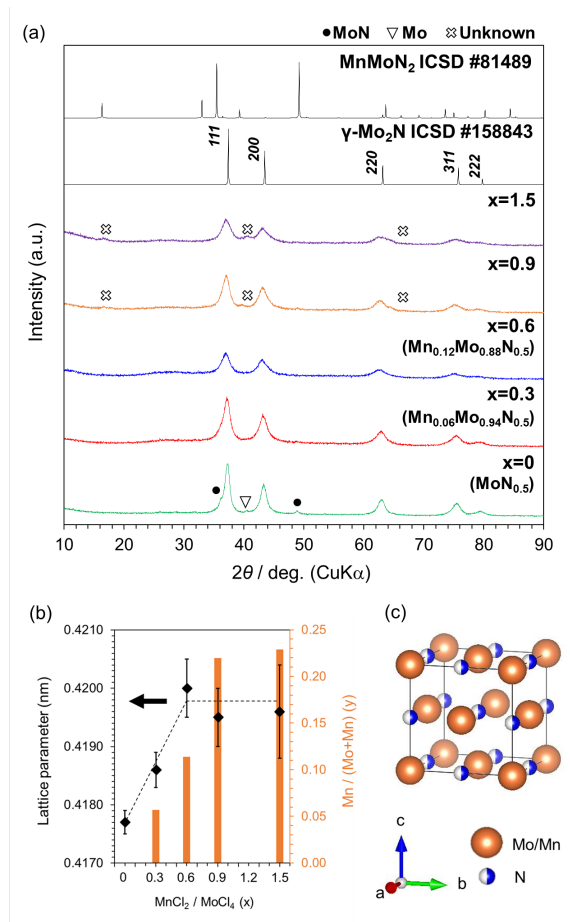 (a)
● MoN ▽ Mo ✖ Unknown
MnMoN₂ ICSD #81489
γ-Mo₂N ICSD #158843
111
200
220
311
222
x=1.5
x=0.9
x=0.6
(Mn₀.₁₂Mo₀.₈₈N₀.₅)
x=0.3
(Mn₀.₀₆Mo₀.₉₄N₀.₅)
x=0
(MoN₀.₅)
Intensity (a.u.)
10 20 30 40 50 60 70 80 90
2θ / deg. (CuKα)
(b)
0.4210
0.4200
0.4190
0.4180
0.4170
Lattice parameter (nm)
0.25
0.20
0.15
0.10
0.05
0.00
Mn / (Mo+Mn) (y)
0 0.3 0.6 0.9 1.5
MnCl₂ / MoCl₄ (x)
(c)
c
a
b
Mo/Mn
N